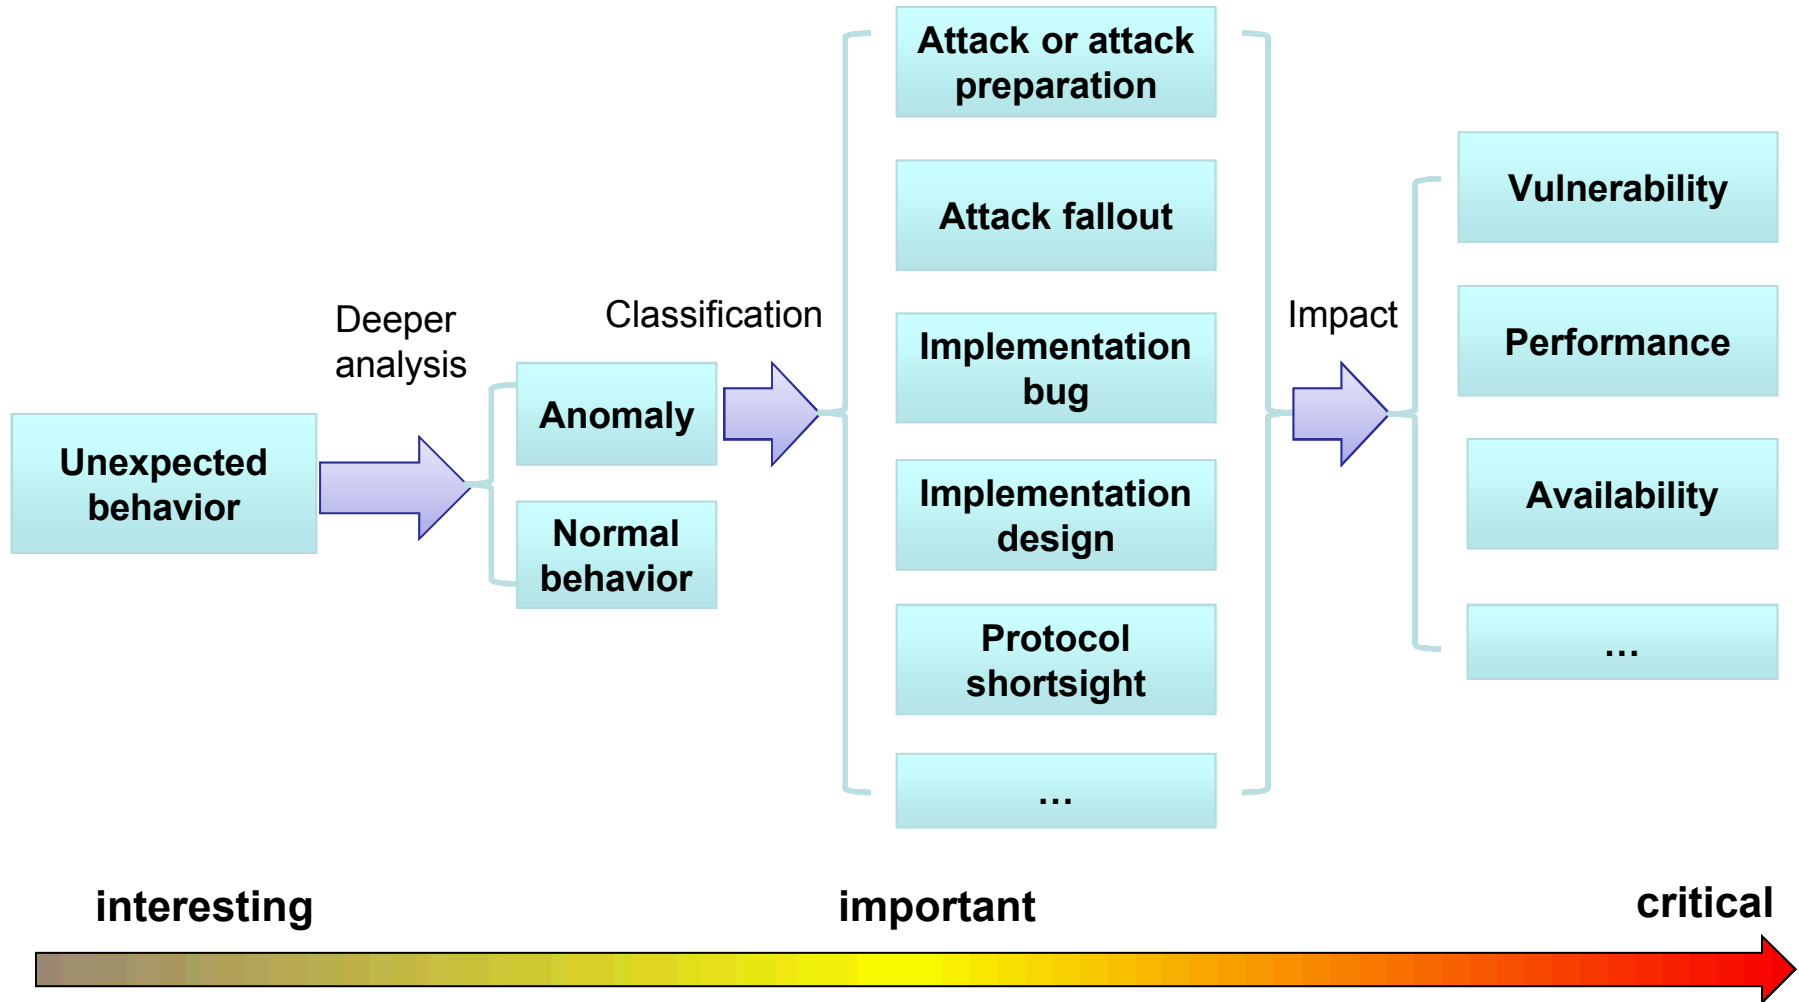 Unexpected
behavior
Deeper
analysis
Anomaly
Normal
behavior
Classification
Attack or attack
preparation
Attack fallout
Implementation
bug
Implementation
design
Protocol
shortsight
…
Impact
Vulnerability
Performance
Availability
…
interesting
important
critical